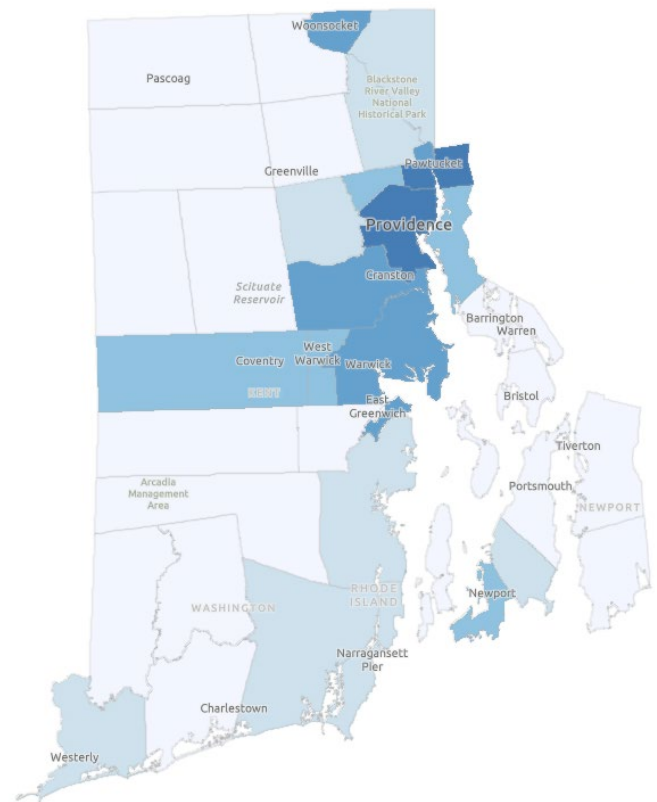 Woonsocket
Pascoag
Blackstone
River Valley
National
Historical Park
Pawtucket
Greenville
Providence
Cranston
Scituate
Reservoir
Barrington
Warren
West
Warwick
Coventry
Warwick
KENT
East
Greenwich
Bristol
Tiverton
Arcadia
Management
Area
Portsmouth
NEWPORT
RHODE
ISLAND
WASHINGTON
Newport
Narragansett
Pier
Charlestown
Westerly